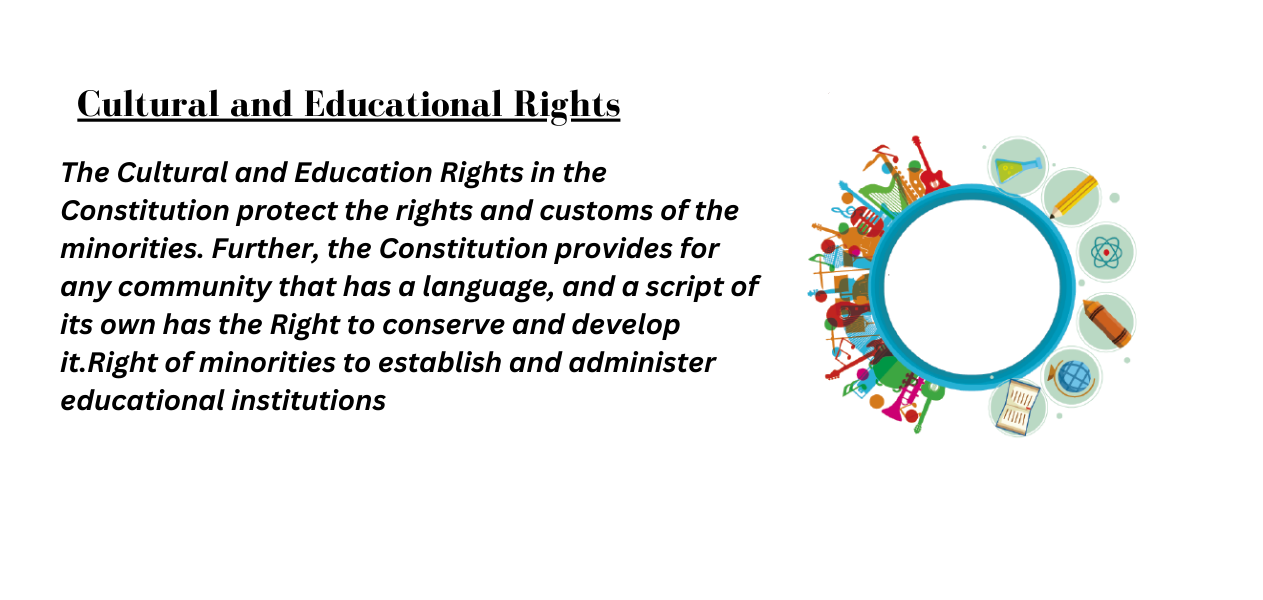 Cultural and Educational Rights
The Cultural and Education Rights in the
Constitution protect the rights and customs of the
minorities. Further, the Constitution provides for
any community that has a language, and a script of
its own has the Right to conserve and develop
it.Right of minorities to establish and administer
educational institutions